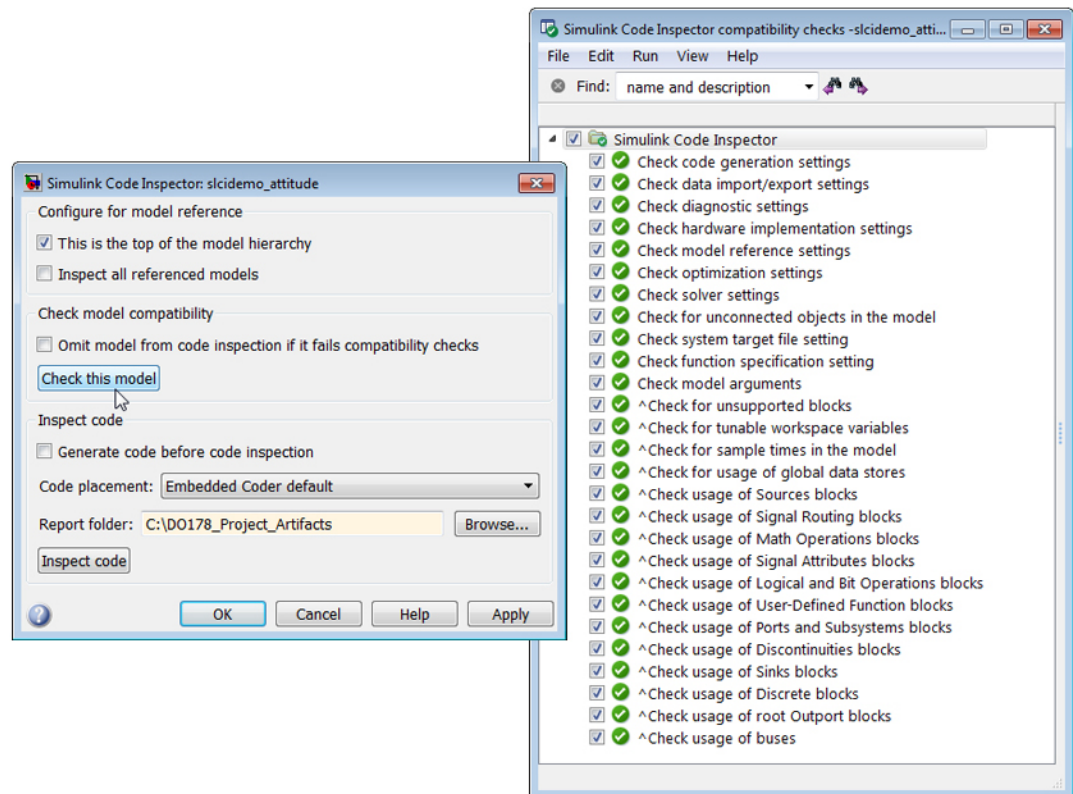 Simulink Code Inspector: slcidemo_attitude
Configure for model reference
This is the top of the model hierarchy
Inspect all referenced models
Check model compatibility
Omit model from code inspection if it fails compatibility checks
Check this model
Inspect code
Generate code before code inspection
Code placement: Embedded Coder default
Report folder: C:\DO178_Project_Artifacts Browse...
Inspect code
OK Cancel Help Apply
Simulink Code Inspector compatibility checks -slcidemo_atti...
File Edit Run View Help
Find: name and description
Simulink Code Inspector
Check code generation settings
Check data import/export settings
Check diagnostic settings
Check hardware implementation settings
Check model reference settings
Check optimization settings
Check solver settings
Check for unconnected objects in the model
Check system target file setting
Check function specification setting
Check model arguments
^Check for unsupported blocks
^Check for tunable workspace variables
^Check for sample times in the model
^Check for usage of global data stores
^Check usage of Sources blocks
^Check usage of Signal Routing blocks
^Check usage of Math Operations blocks
^Check usage of Signal Attributes blocks
^Check usage of Logical and Bit Operations blocks
^Check usage of User-Defined Function blocks
^Check usage of Ports and Subsystems blocks
^Check usage of Discontinuities blocks
^Check usage of Sinks blocks
^Check usage of Discrete blocks
^Check usage of root Outport blocks
^Check usage of buses